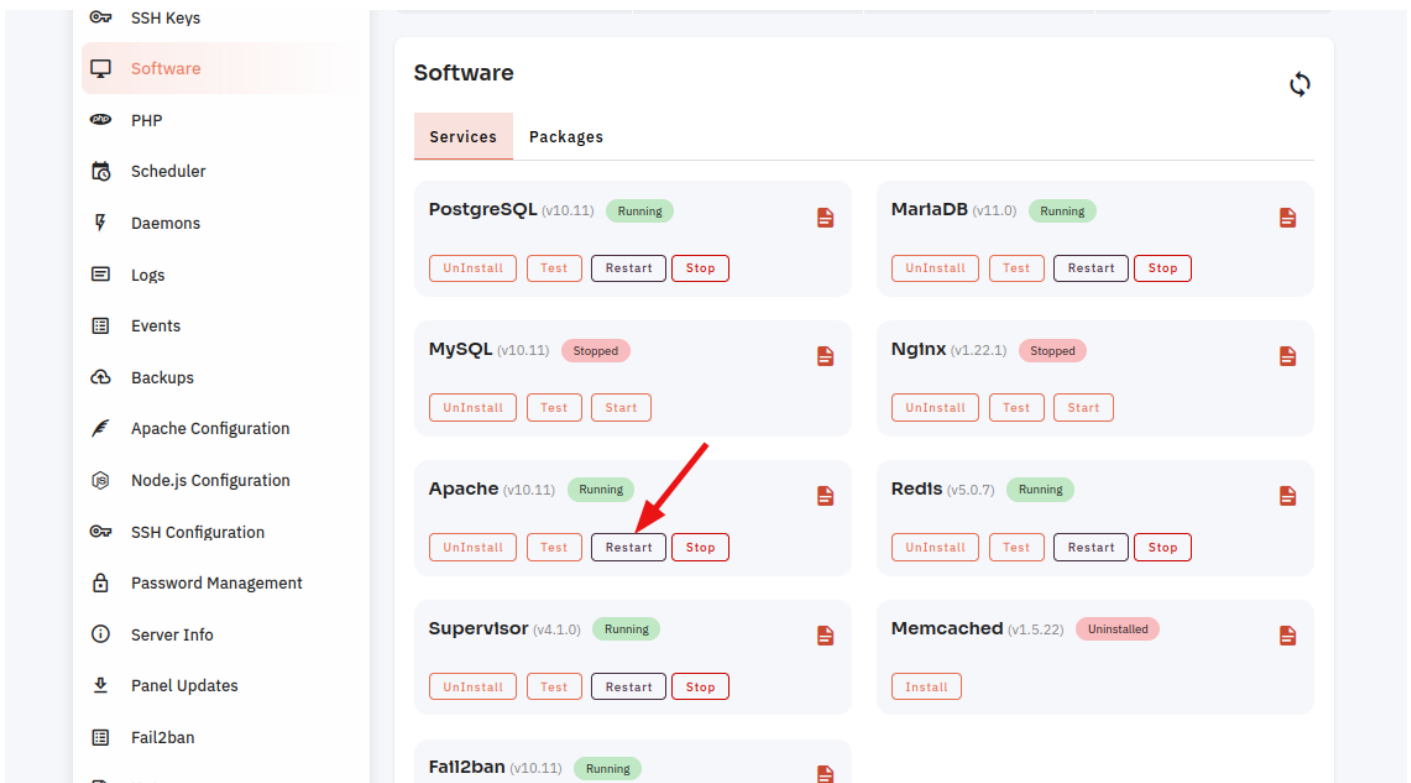 SSH Keys
Software
PHP
Scheduler
Daemons
Logs
Events
Backups
Apache Configuration
Node.js Configuration
SSH Configuration
Password Management
Server Info
Panel Updates
Fail2ban
Software
Services Packages
PostgreSQL (v10.11) Running
UnInstall Test Restart Stop
MariaDB (v11.0) Running
UnInstall Test Restart Stop
MySQL (v10.11) Stopped
UnInstall Test Start
Nginx (v1.22.1) Stopped
UnInstall Test Start
Apache (v10.11) Running
UnInstall Test Restart Stop
Redis (v5.0.7) Running
UnInstall Test Restart Stop
Supervisor (v4.1.0) Running
UnInstall Test Restart Stop
Memcached (v1.5.22) Uninstalled
Install
Fail2ban (v10.11) Running